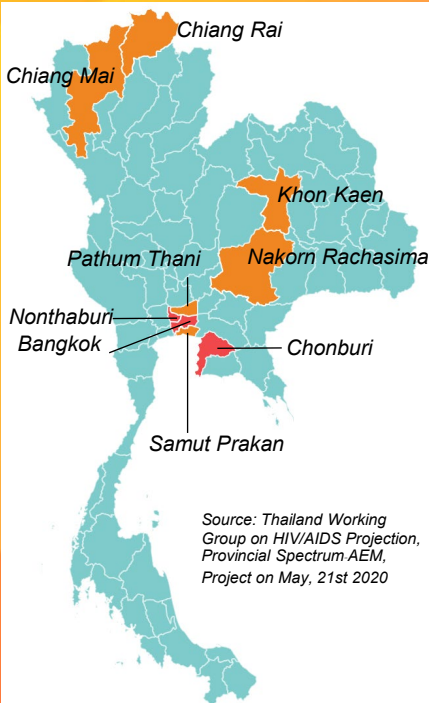 Chiang Rai
Chiang Mai
Khon Kaen
Pathum Thani
Nakorn Rachasima
Nonthaburi
Bangkok
Chonburi
Samut Prakan
Source: Thailand Working
Group on HIV/AIDS Projection,
Provincial Spectrum-AEM,
Project on May, 21st 2020